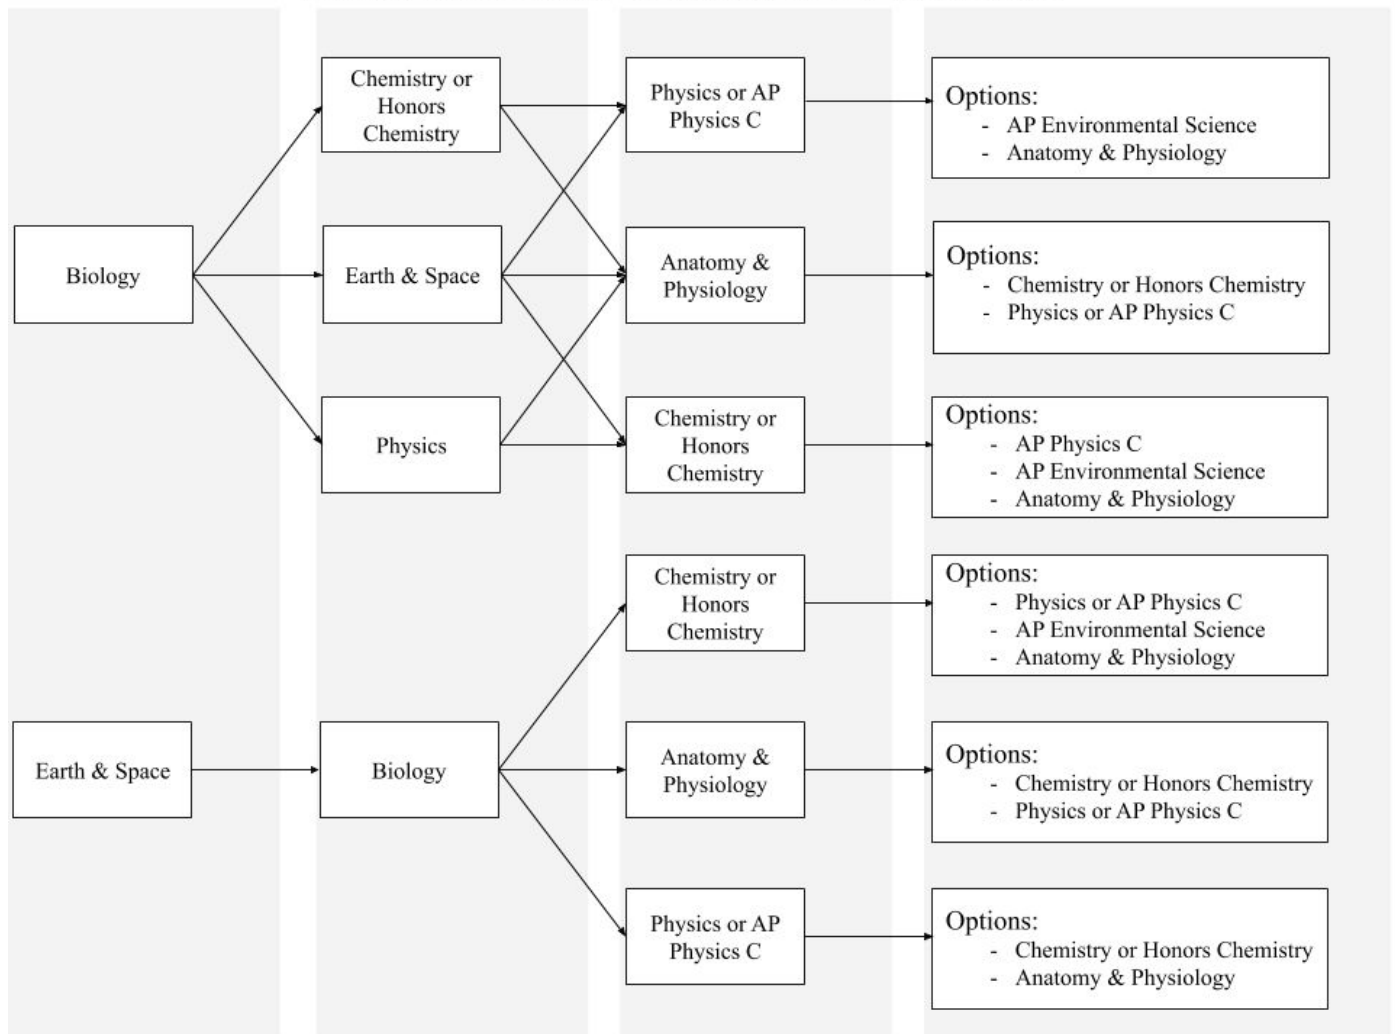 Chemistry or
Honors
Chemistry
Physics or AP
Physics C
Options:
- AP Environmental Science
- Anatomy & Physiology
Biology
Earth & Space
Anatomy &
Physiology
Options:
- Chemistry or Honors Chemistry
- Physics or AP Physics C
Physics
Chemistry or
Honors
Chemistry
Options:
- AP Physics C
- AP Environmental Science
- Anatomy & Physiology
Chemistry or
Honors
Chemistry
Options:
- Physics or AP Physics C
- AP Environmental Science
- Anatomy & Physiology
Earth & Space
Biology
Anatomy &
Physiology
Options:
- Chemistry or Honors Chemistry
- Physics or AP Physics C
Physics or AP
Physics C
Options:
- Chemistry or Honors Chemistry
- Anatomy & Physiology